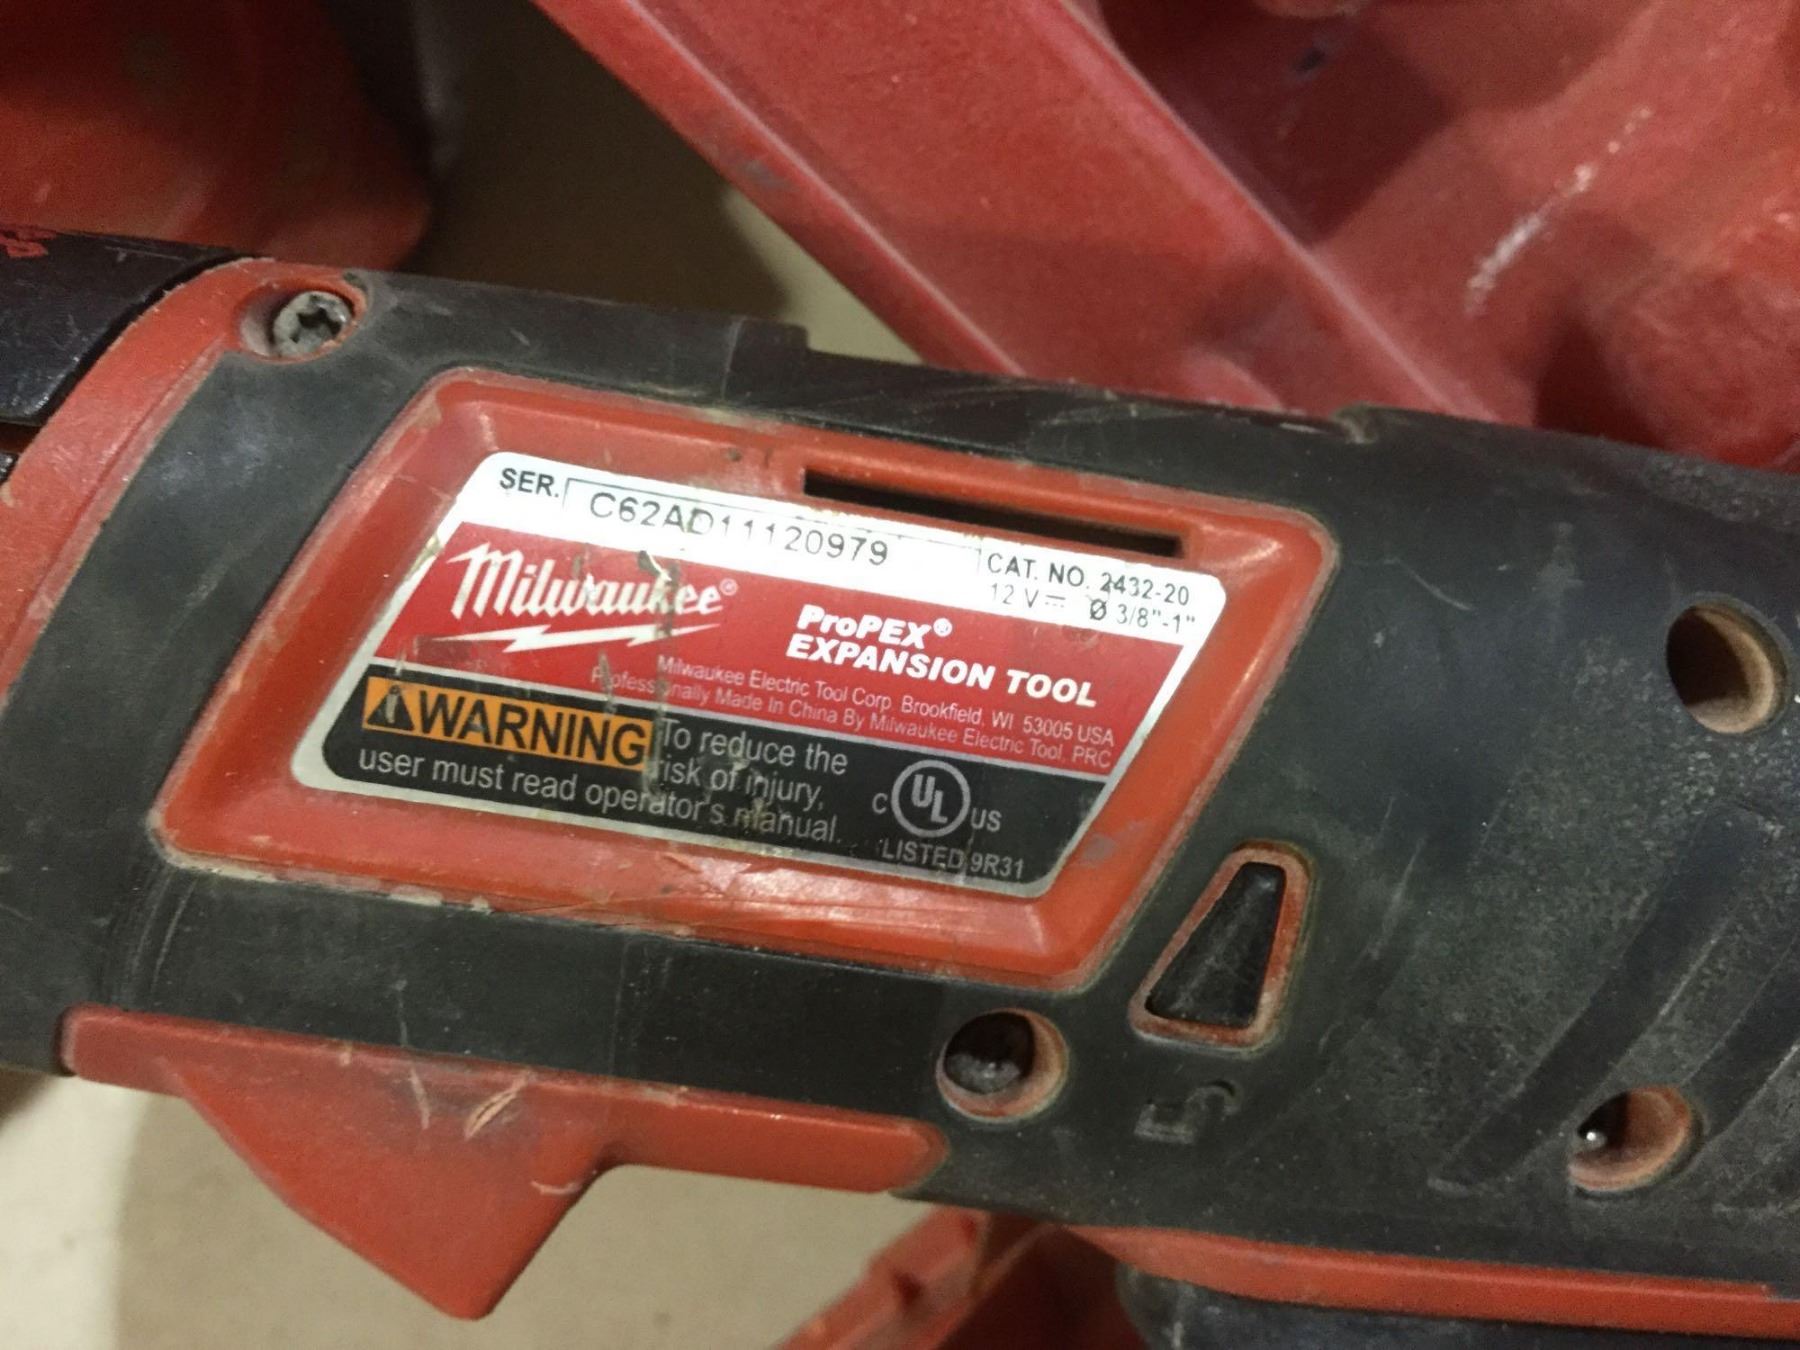 SER. C62AD11120979
CAT. NO. 2432-20
12 V ⎓ Ø 3/8"-1"
Milwaukee®
ProPEX®
EXPANSION TOOL
Milwaukee Electric Tool Corp. Brookfield, WI 53005 USA
Professionally Made In China By Milwaukee Electric Tool, PRC
WARNING To reduce the
risk of injury,
user must read operator's manual.
C UL US
LISTED 9R31